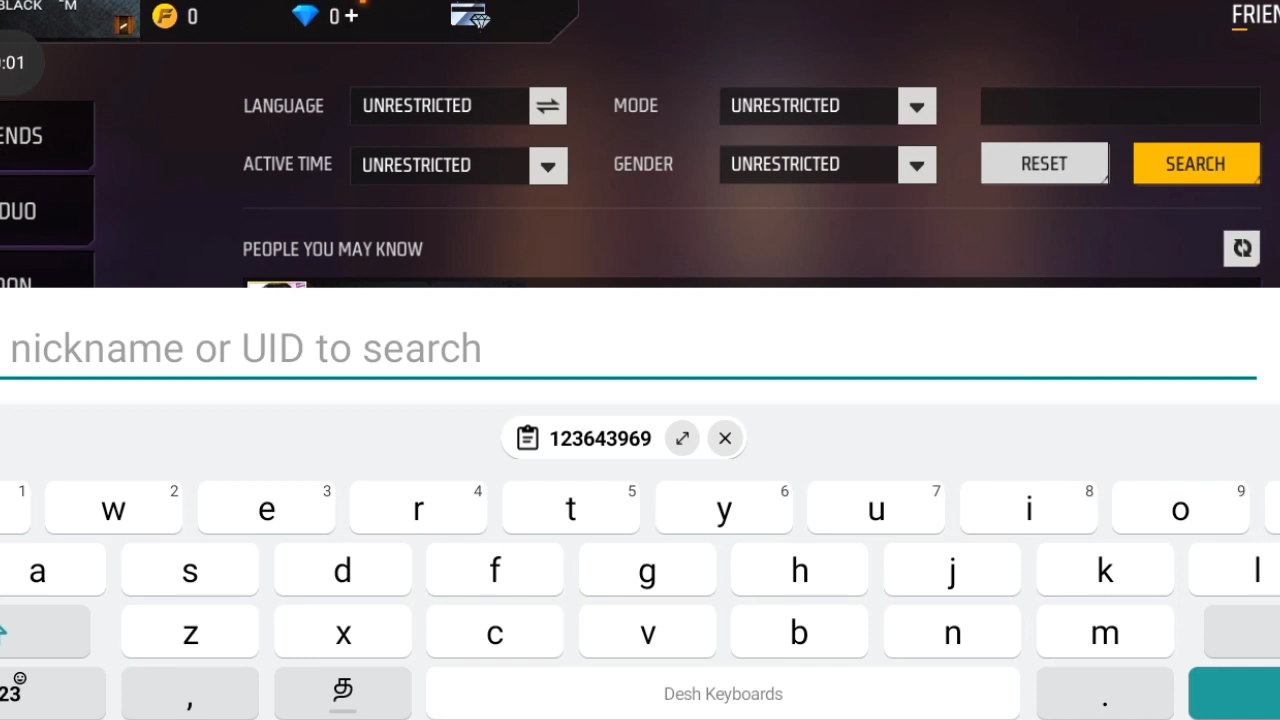 BLACK ™M
0
0 +
FRIEN
:01
LANGUAGE UNRESTRICTED MODE UNRESTRICTED
ENDS
ACTIVE TIME UNRESTRICTED GENDER UNRESTRICTED RESET SEARCH
DUO
PEOPLE YOU MAY KNOW
nickname or UID to search
123643969
1 w 2 e 3 r 4 t 5 y 6 u 7 i 8 o 9
a s d f g h j k l
z x c v b n m
23 , த Desh Keyboards .